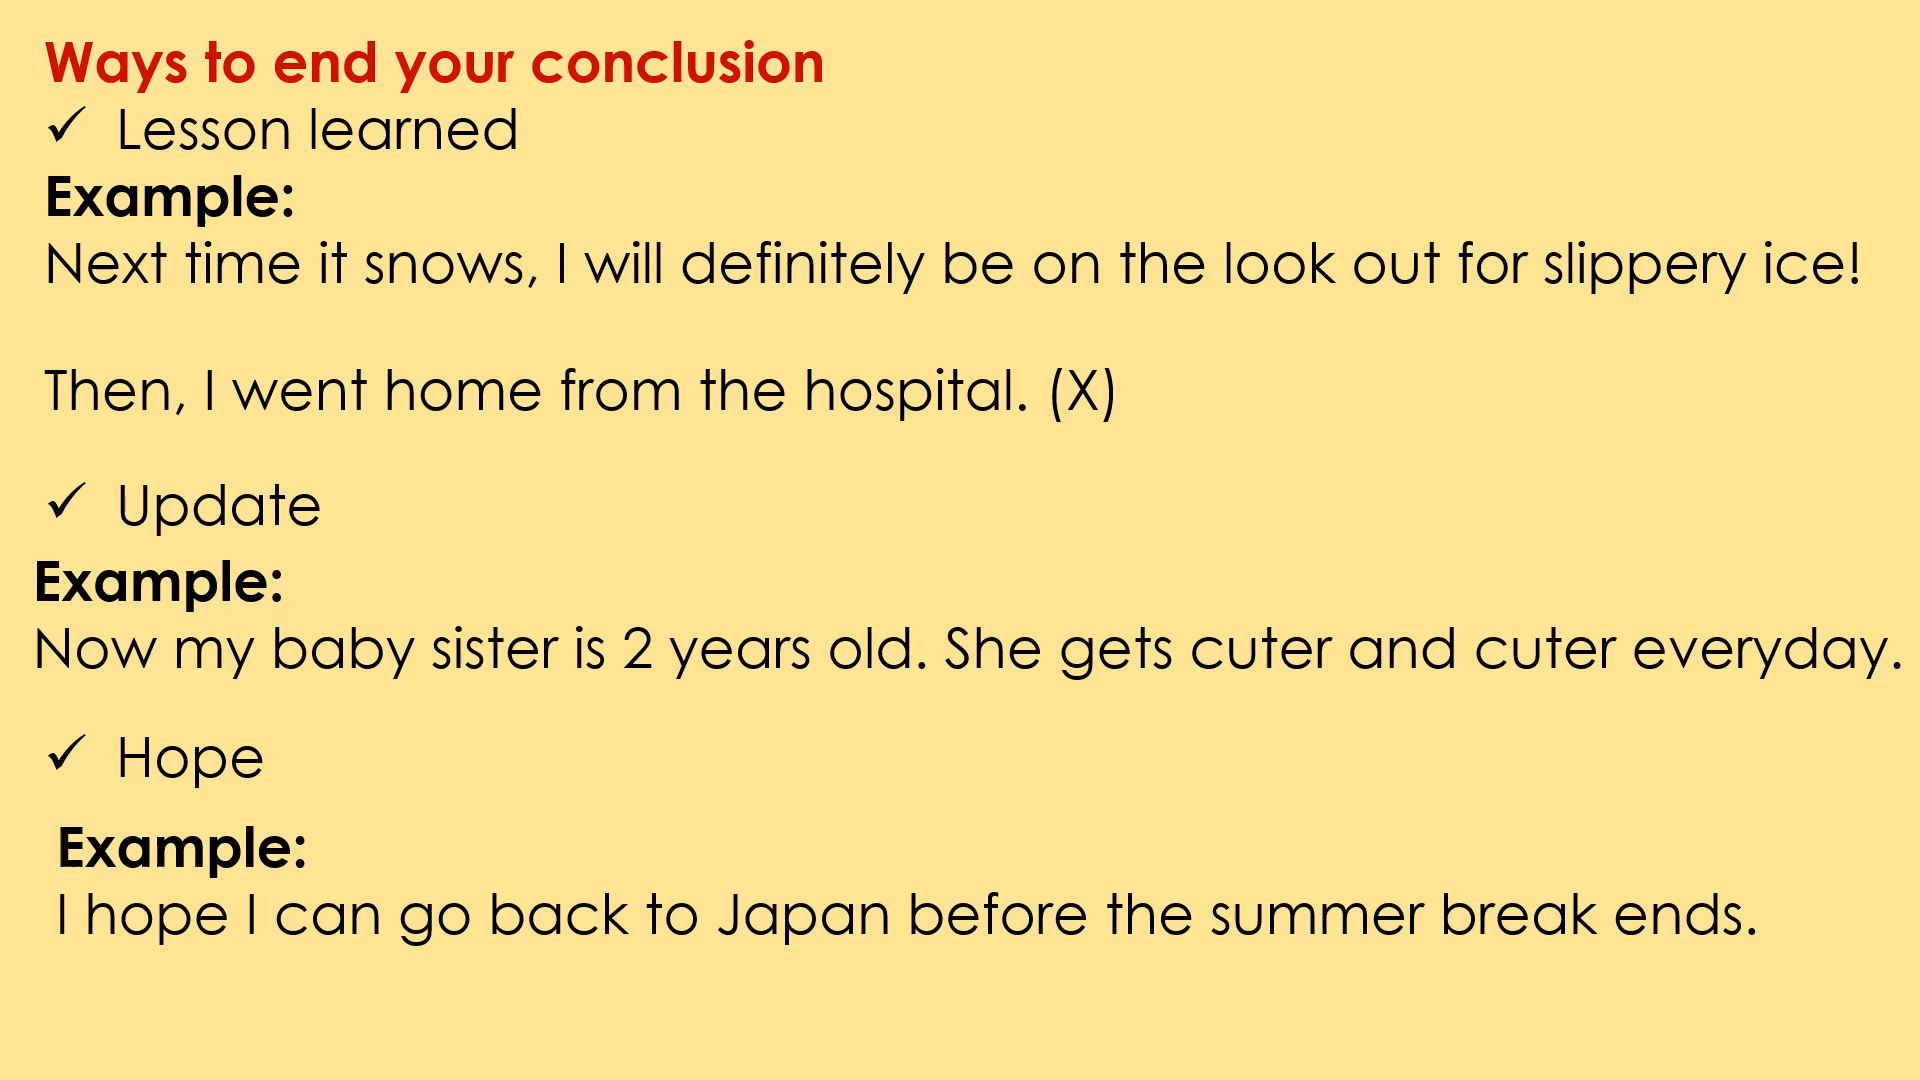 Ways to end your conclusion
✓ Lesson learned
Example:
Next time it snows, I will definitely be on the look out for slippery ice!
Then, I went home from the hospital. (X)
✓ Update
Example:
Now my baby sister is 2 years old. She gets cuter and cuter everyday.
✓ Hope
Example:
I hope I can go back to Japan before the summer break ends.